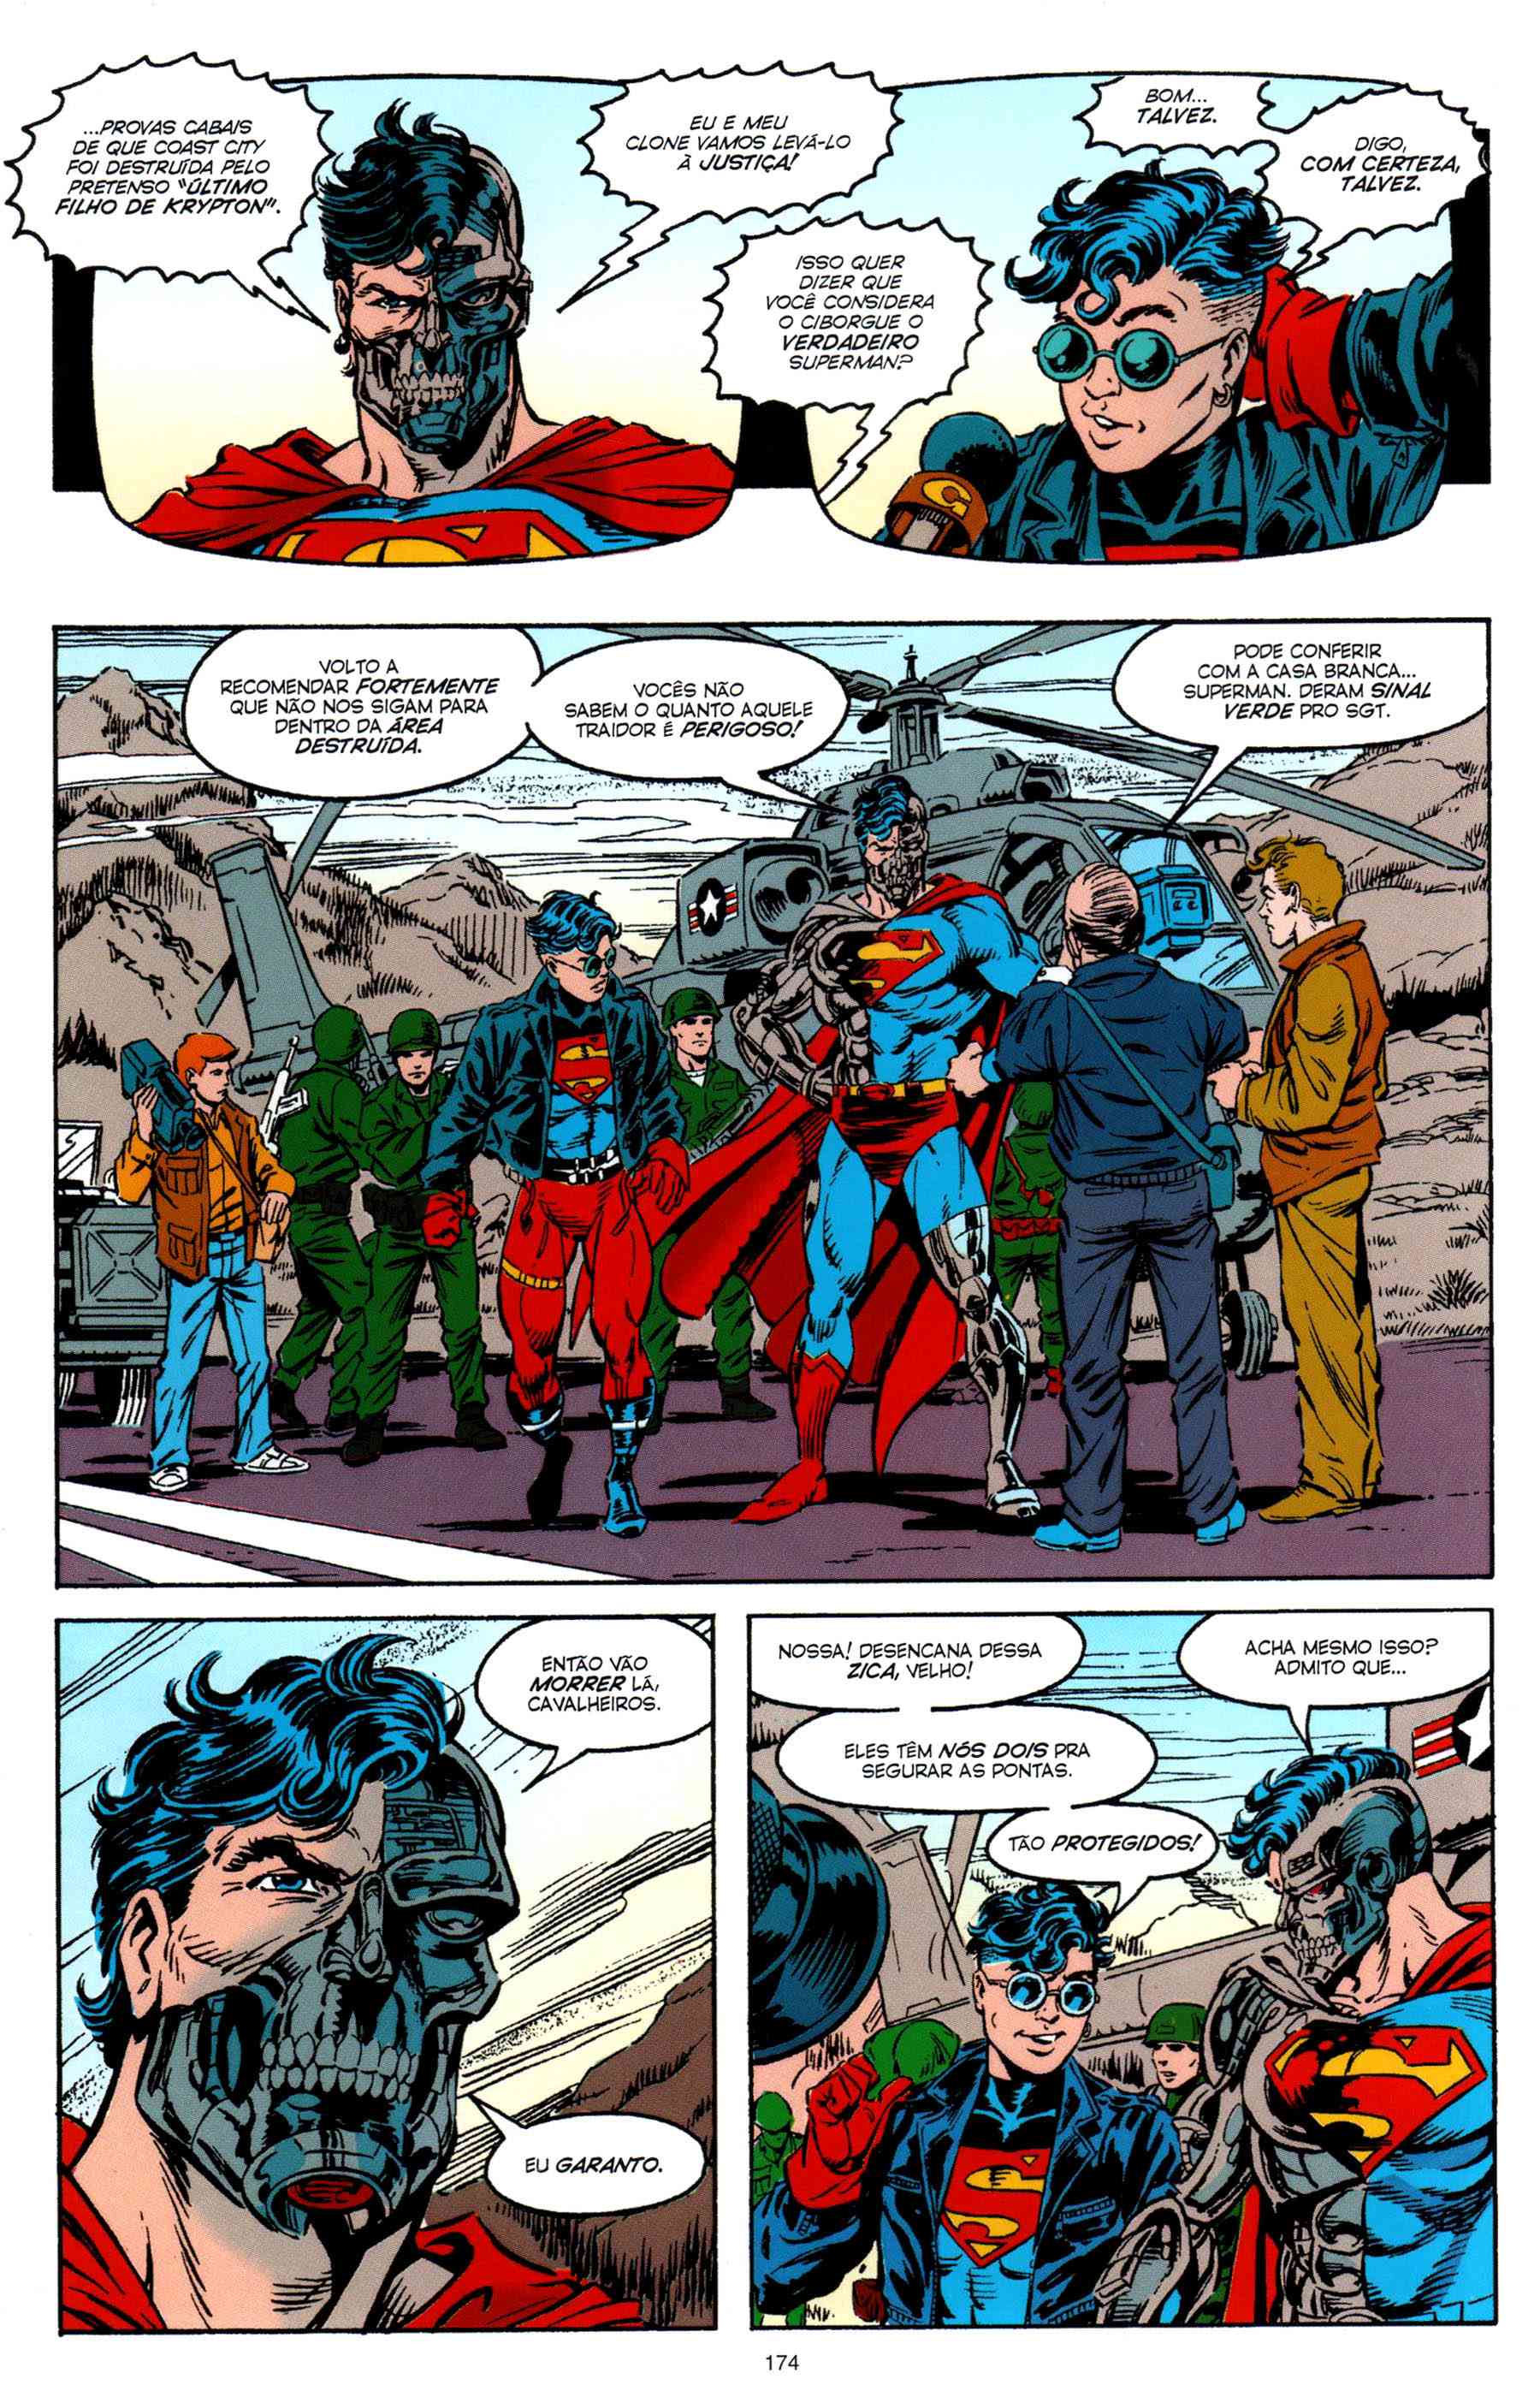 ...PROVAS CABAIS
DE QUE COAST CITY
FOI DESTRUÍDA PELO
PRETENSO "ÚLTIMO
FILHO DE KRYPTON".
EU E MEU
CLONE VAMOS LEVÁ-LO
À JUSTIÇA!
ISSO QUER
DIZER QUE
VOCÊ CONSIDERA
O CIBORGUE O
VERDADEIRO
SUPERMAN?
BOM...
TALVEZ.
DIGO,
COM CERTEZA,
TALVEZ.
G
VOLTO A
RECOMENDAR FORTEMENTE
QUE NÃO NOS SIGAM PARA
DENTRO DA ÁREA
DESTRUÍDA.
VOCÊS NÃO
SABEM O QUANTO AQUELE
TRAIDOR É PERIGOSO!
PODE CONFERIR
COM A CASA BRANCA...
SUPERMAN. DERAM SINAL
VERDE PRO SGT.
ENTÃO VÃO
MORRER LÁ,
CAVALHEIROS.
EU GARANTO.
NOSSA! DESENCANA DESSA
ZICA, VELHO!
ELES TÊM NÓS DOIS PRA
SEGURAR AS PONTAS.
TÃO PROTEGIDOS!
ACHA MESMO ISSO?
ADMITO QUE...
174